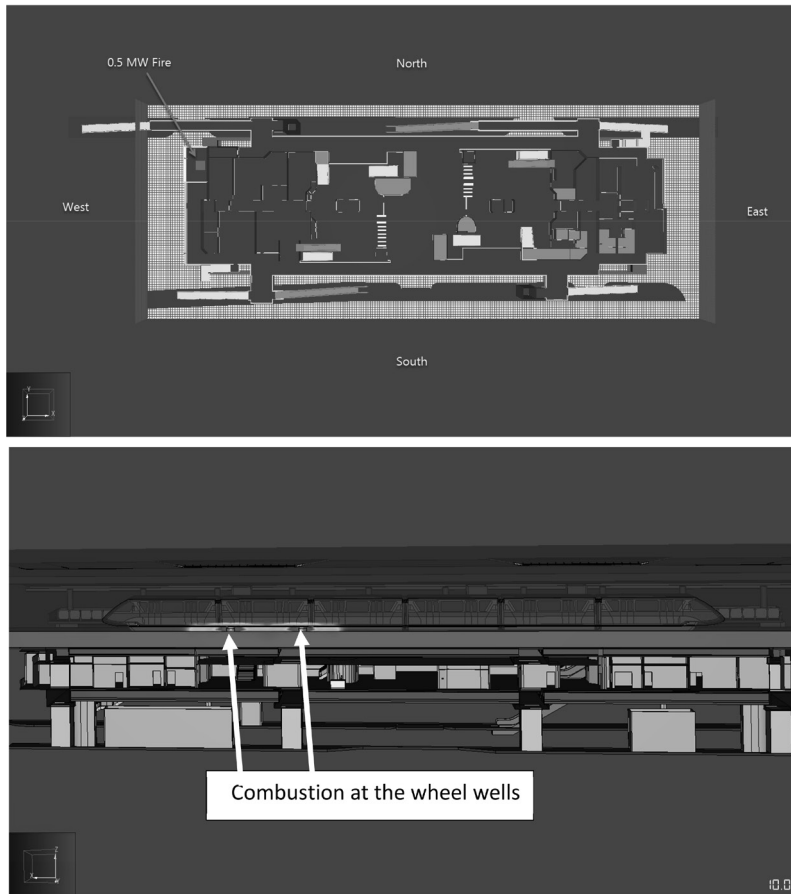 0.5 MW Fire
North
West
East
South
Y
X
Combustion at the wheel wells
Z
X
10.0